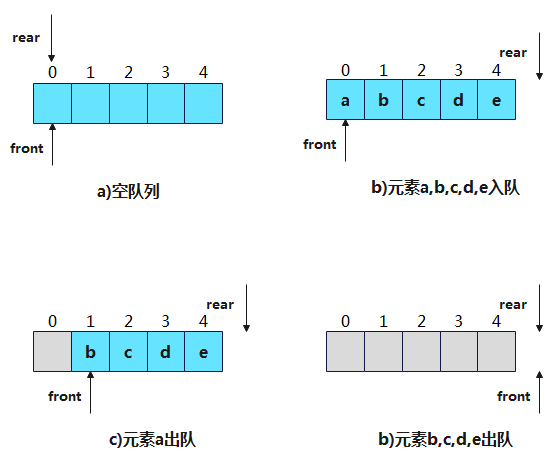 rear
0 1 2 3 4
front
a)空队列
rear
0 1 2 3 4
a b c d e
front
b)元素a,b,c,d,e入队
rear
0 1 2 3 4
b c d e
front
c)元素a出队
rear
0 1 2 3 4
front
b)元素b,c,d,e出队